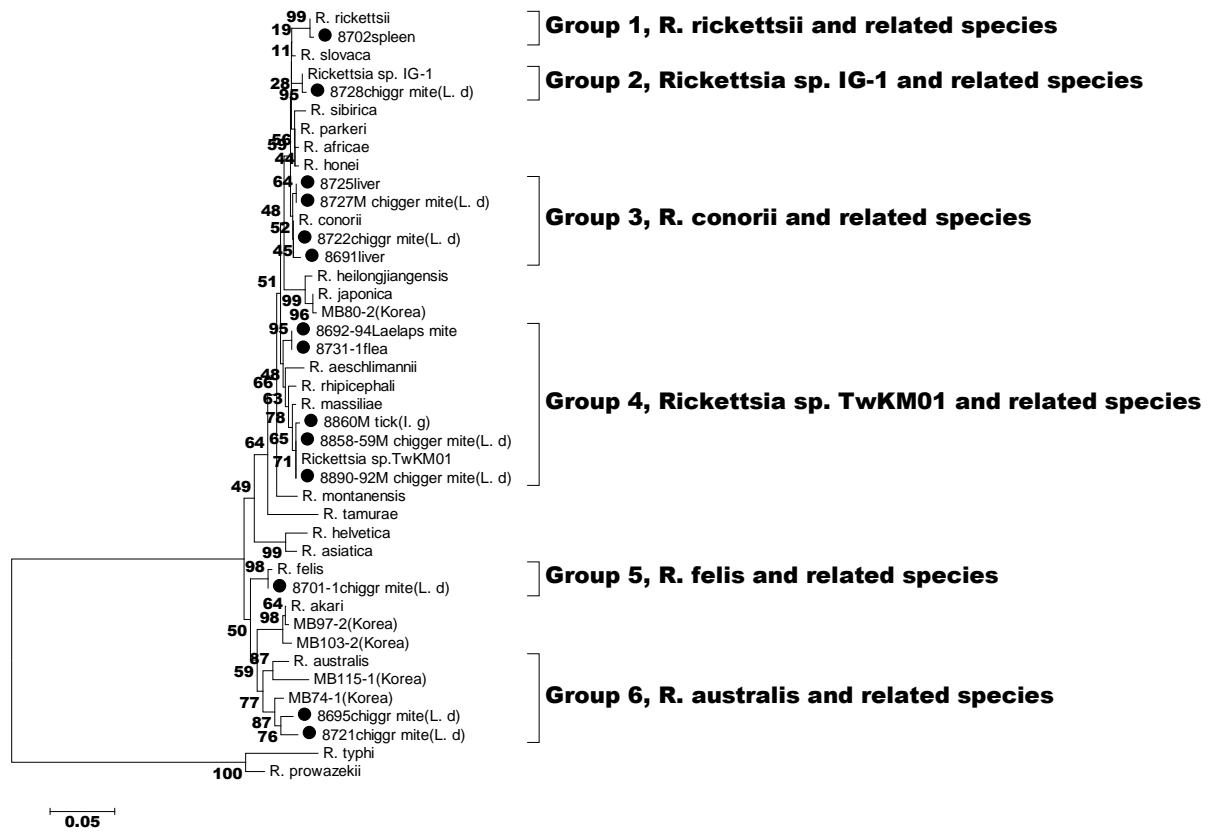 99
R. rickettsii
Group 1, R. rickettsii and related species
19
8702spleen
11
R. slovaca
Rickettsia sp. IG-1
Group 2, Rickettsia sp. IG-1 and related species
28
8728chiggr mite(L. d)
95
R. sibirica
R. parkeri
56
59
R. africae
44
R. honei
64
8725liver
8727M chigger mite(L. d)
48
R. conorii
Group 3, R. conorii and related species
52
8722chiggr mite(L. d)
45
8691liver
51
R. heilongjiangensis
99
R. japonica
96
MB80-2(Korea)
95
8692-94Laelaps mite
8731-1flea
48
R. aeschlimannii
66
R. rhipicephali
63
R. massiliae
Group 4, Rickettsia sp. TwKM01 and related species
78
8860M tick(I. g)
65
8858-59M chigger mite(L. d)
64
71
Rickettsia sp.TwKM01
8890-92M chigger mite(L. d)
49
R. montanensis
R. tamurae
R. helvetica
99
R. asiatica
98
R. felis
Group 5, R. felis and related species
8701-1chiggr mite(L. d)
64
R. akari
98
MB97-2(Korea)
50
MB103-2(Korea)
87
R. australis
59
MB115-1(Korea)
Group 6, R. australis and related species
77
MB74-1(Korea)
87
8695chiggr mite(L. d)
76
8721chiggr mite(L. d)
R. typhi
100
R. prowazekii
0.05